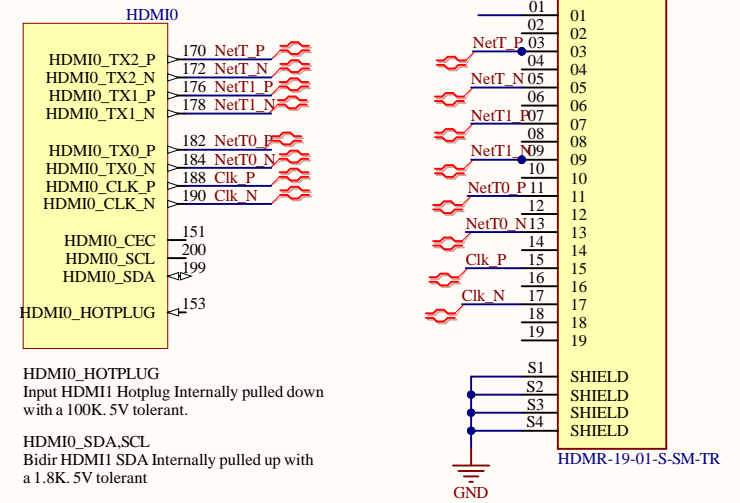 HDMI0
HDMI0_TX2_P 170 NetT_P
HDMI0_TX2_N 172 NetT_N
HDMI0_TX1_P 176 NetT1_P
HDMI0_TX1_N 178 NetT1_N
HDMI0_TX0_P 182 NetT0_P
HDMI0_TX0_N 184 NetT0_N
HDMI0_CLK_P 188 Clk_P
HDMI0_CLK_N 190 Clk_N
HDMI0_CEC 151
HDMI0_SCL 200
HDMI0_SDA 199
HDMI0_HOTPLUG 153
HDMI0_HOTPLUG
Input HDMI1 Hotplug Internally pulled down
with a 100K. 5V tolerant.
HDMI0_SDA,SCL
Bidir HDMI1 SDA Internally pulled up with
a 1.8K. 5V tolerant
01 01
02 02
NetT_P 03 03
04 04
NetT_N 05 05
06 06
NetT1_P 07 07
08 08
NetT1_N 09 09
10 10
NetT0_P 11 11
12 12
NetT0_N 13 13
14 14
Clk_P 15 15
16 16
Clk_N 17 17
18 18
19 19
S1 SHIELD
S2 SHIELD
S3 SHIELD
S4 SHIELD
HDMR-19-01-S-SM-TR
GND